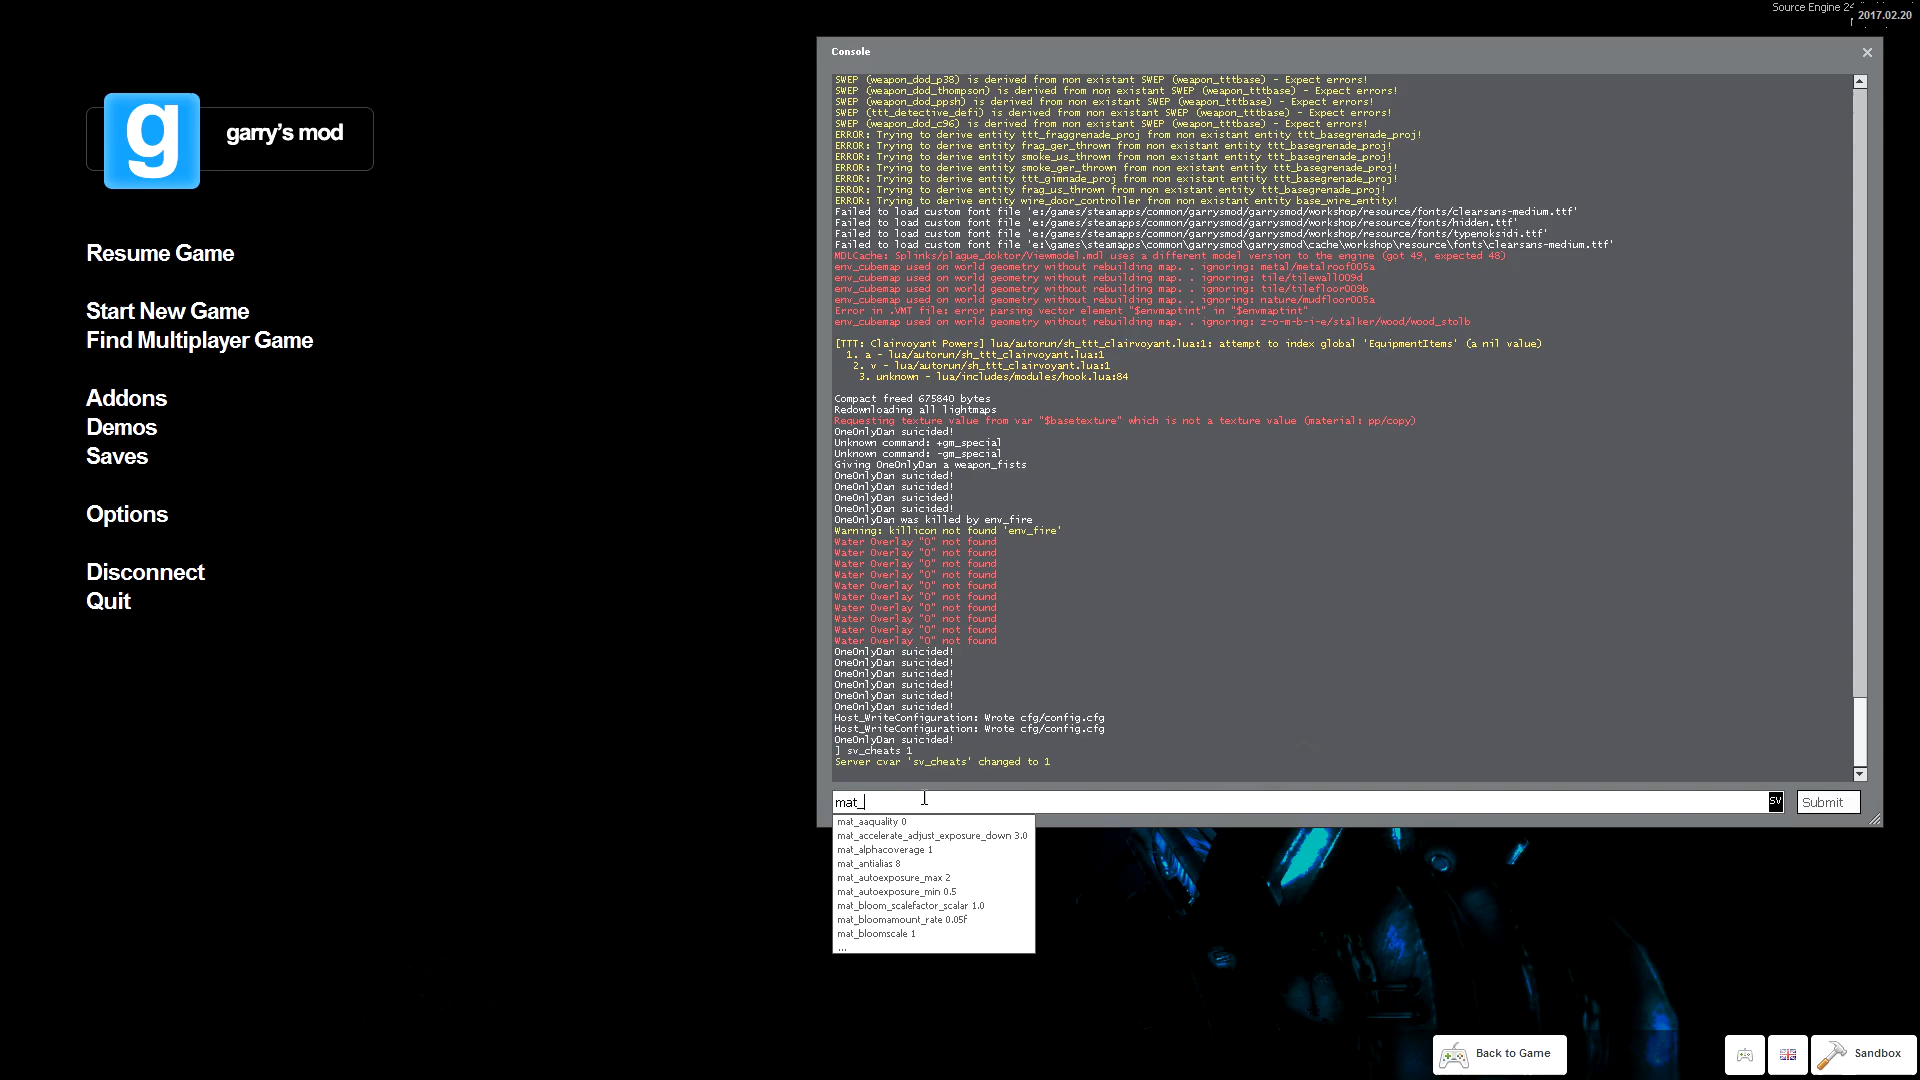 Source Engine 24
2017.02.20
Console
g
garry's mod
Resume Game
Start New Game
Find Multiplayer Game
Addons
Demos
Saves
Options
Disconnect
Quit
SWEP (weapon_dod_p38) is derived from non existant SWEP (weapon_tttbase) - Expect errors!
SWEP (weapon_dod_thompson) is derived from non existant SWEP (weapon_tttbase) - Expect errors!
SWEP (weapon_dod_ppsh) is derived from non existant SWEP (weapon_tttbase) - Expect errors!
SWEP (ttt_detective_defi) is derived from non existant SWEP (weapon_tttbase) - Expect errors!
SWEP (weapon_dod_c96) is derived from non existant SWEP (weapon_tttbase) - Expect errors!
ERROR: Trying to derive entity ttt_fraggrenade_proj from non existant entity ttt_basegrenade_proj!
ERROR: Trying to derive entity frag_ger_thrown from non existant entity ttt_basegrenade_proj!
ERROR: Trying to derive entity smoke_us_thrown from non existant entity ttt_basegrenade_proj!
ERROR: Trying to derive entity smoke_ger_thrown from non existant entity ttt_basegrenade_proj!
ERROR: Trying to derive entity ttt_gimnade_proj from non existant entity ttt_basegrenade_proj!
ERROR: Trying to derive entity frag_us_thrown from non existant entity ttt_basegrenade_proj!
ERROR: Trying to derive entity wire_door_controller from non existant entity base_wire_entity!
Failed to load custom font file 'e:/games/steamapps/common/garrysmod/garrysmod/workshop/resource/fonts/clearsans-medium.ttf'
Failed to load custom font file 'e:/games/steamapps/common/garrysmod/garrysmod/workshop/resource/fonts/hidden.ttf'
Failed to load custom font file 'e:/games/steamapps/common/garrysmod/garrysmod/workshop/resource/fonts/typenoksidi.ttf'
Failed to load custom font file 'e:\games\steamapps\common\garrysmod\garrysmod\cache\workshop\resource\fonts\clearsans-medium.ttf'
MDLCache: Splinks/plague_doktor/Viewmodel.mdl uses a different model version to the engine (got 49, expected 48)
env_cubemap used on world geometry without rebuilding map. . ignoring: metal/metalroof005a
env_cubemap used on world geometry without rebuilding map. . ignoring: tile/tilewall009d
env_cubemap used on world geometry without rebuilding map. . ignoring: tile/tilefloor009b
env_cubemap used on world geometry without rebuilding map. . ignoring: nature/mudfloor005a
Error in .VMT file: error parsing vector element "$envmaptint" in "$envmaptint"
env_cubemap used on world geometry without rebuilding map. . ignoring: z-o-m-b-i-e/stalker/wood/wood_stolb
[TTT: Clairvoyant Powers] lua/autorun/sh_ttt_clairvoyant.lua:1: attempt to index global 'EquipmentItems' (a nil value)
1. a - lua/autorun/sh_ttt_clairvoyant.lua:1
2. v - lua/autorun/sh_ttt_clairvoyant.lua:1
3. unknown - lua/includes/modules/hook.lua:84
Compact freed 675840 bytes
Redownloading all lightmaps
Requesting texture value from var "$basetexture" which is not a texture value (material: pp/copy)
OneOnlyDan suicided!
Unknown command: +gm_special
Unknown command: -gm_special
Giving OneOnlyDan a weapon_fists
OneOnlyDan suicided!
OneOnlyDan suicided!
OneOnlyDan suicided!
OneOnlyDan suicided!
OneOnlyDan was killed by env_fire
Warning: killicon not found 'env_fire'
Water Overlay "0" not found
Water Overlay "0" not found
Water Overlay "0" not found
Water Overlay "0" not found
Water Overlay "0" not found
Water Overlay "0" not found
Water Overlay "0" not found
Water Overlay "0" not found
Water Overlay "0" not found
Water Overlay "0" not found
OneOnlyDan suicided!
OneOnlyDan suicided!
OneOnlyDan suicided!
OneOnlyDan suicided!
OneOnlyDan suicided!
OneOnlyDan suicided!
Host_WriteConfiguration: Wrote cfg/config.cfg
Host_WriteConfiguration: Wrote cfg/config.cfg
OneOnlyDan suicided!
] sv_cheats 1
Server cvar 'sv_cheats' changed to 1
mat_
SV
Submit
mat_aaquality 0
mat_accelerate_adjust_exposure_down 3.0
mat_alphacoverage 1
mat_antialias 8
mat_autoexposure_max 2
mat_autoexposure_min 0.5
mat_bloom_scalefactor_scalar 1.0
mat_bloomamount_rate 0.05f
mat_bloomscale 1
...
Back to Game
Sandbox